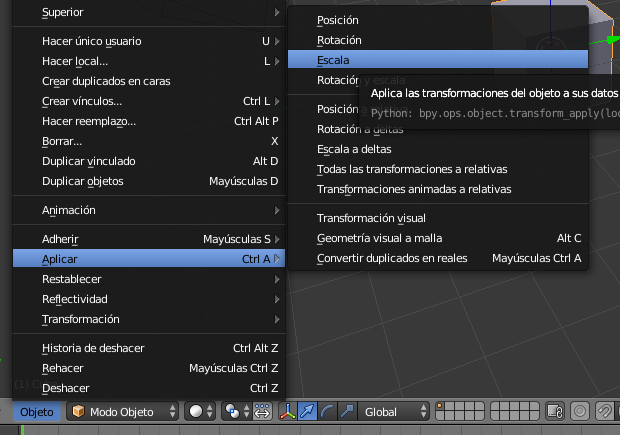 Superior
Hacer único usuario U
Hacer local... L
Crear duplicados en caras
Crear vínculos... Ctrl L
Hacer reemplazo... Ctrl Alt P
Borrar... X
Duplicar vinculado Alt D
Duplicar objetos Mayúsculas D
Animación
Adherir Mayúsculas S
Aplicar Ctrl A
Restablecer
Reflectividad
Transformación
Historia de deshacer Ctrl Alt Z
Rehacer Mayúsculas Ctrl Z
Deshacer Ctrl Z
Posición
Rotación
Escala
Rotación y escala
Aplica las transformaciones del objeto a sus datos
Python: bpy.ops.object.transform_apply(loc
Posición a
Rotación a deltas
Escala a deltas
Todas las transformaciones a relativas
Transformaciones animadas a relativas
Transformación visual
Geometría visual a malla Alt C
Convertir duplicados en reales Mayúsculas Ctrl A
Objeto Modo Objeto Global